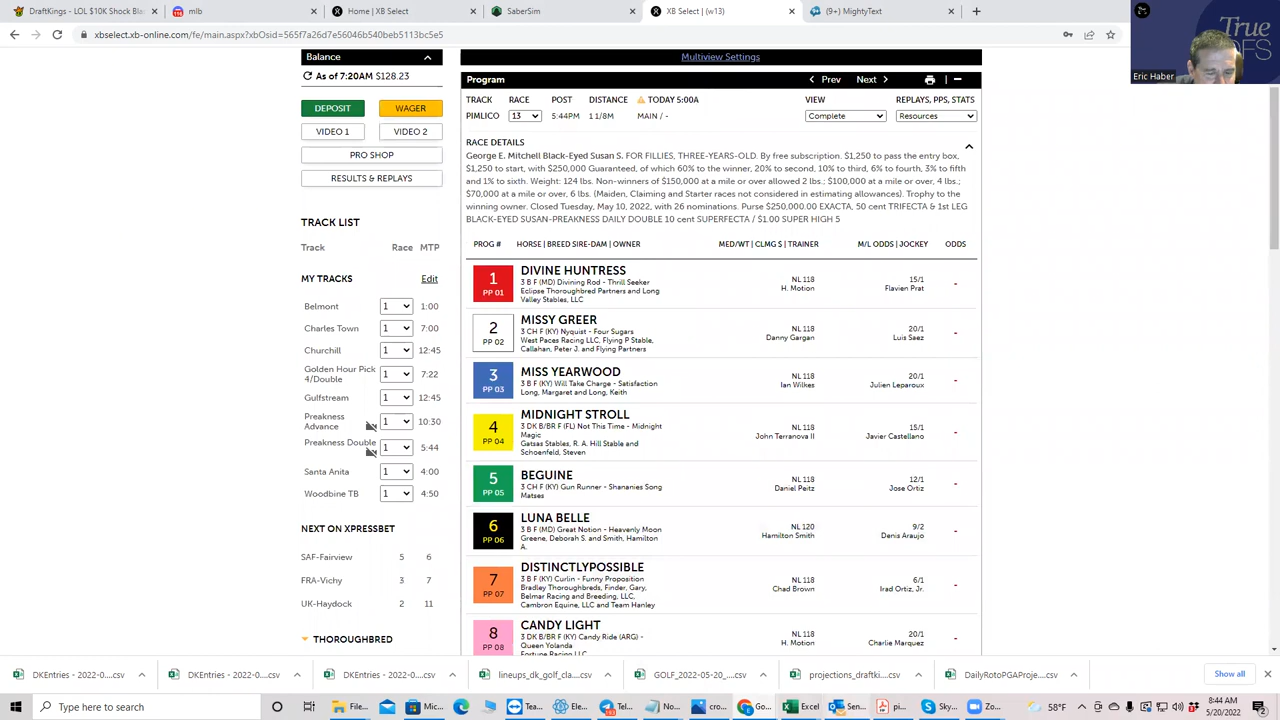 DraftKings - LOL $10K Shock Bla
mlb
Home | XB Select
SaberSim
XB Select | (w13)
(9+) MightyText
xbselect.xb-online.com/fe/main.aspx?xbOsid=565f7a26d7c56046b540beb5113bc5e5
True
DFS
Eric Haber
Balance
As of 7:20AM $128.23
DEPOSIT
WAGER
VIDEO 1
VIDEO 2
PRO SHOP
RESULTS & REPLAYS
TRACK LIST
Track Race MTP
MY TRACKS Edit
Belmont 1 1:00
Charles Town 1 7:00
Churchill 1 12:45
Golden Hour Pick
4/Double 1 7:22
Gulfstream 1 12:45
Preakness
Advance 1 10:30
Preakness Double 1 5:44
Santa Anita 1 4:00
Woodbine TB 1 4:50
NEXT ON XPRESSBET
SAF-Fairview 5 6
FRA-Vichy 3 7
UK-Haydock 2 11
THOROUGHBRED
Multiview Settings
Program
Prev Next
TRACK RACE POST DISTANCE TODAY 5:00A VIEW REPLAYS, PPS, STATS
PIMLICO 13 5:44PM 1 1/8M MAIN / - Complete Resources
RACE DETAILS
George E. Mitchell Black-Eyed Susan S. FOR FILLIES, THREE-YEARS-OLD. By free subscription. $1,250 to pass the entry box,
$1,250 to start, with $250,000 Guaranteed, of which 60% to the winner, 20% to second, 10% to third, 6% to fourth, 3% to fifth
and 1% to sixth. Weight: 124 lbs. Non-winners of $150,000 at a mile or over allowed 2 lbs.; $100,000 at a mile or over, 4 lbs.;
$70,000 at a mile or over, 6 lbs. (Maiden, Claiming and Starter races not considered in estimating allowances). Trophy to the
winning owner. Closed Tuesday, May 10, 2022, with 26 nominations. Purse $250,000.00 EXACTA, 50 cent TRIFECTA & 1st LEG
BLACK-EYED SUSAN-PREAKNESS DAILY DOUBLE 10 cent SUPERFECTA / $1.00 SUPER HIGH 5
PROG # HORSE | BREED SIRE-DAM | OWNER MED/WT | CLMG $ | TRAINER M/L ODDS | JOCKEY ODDS
1
PP 01
DIVINE HUNTRESS
3 B F (MD) Divining Rod - Thrill Seeker
Eclipse Thoroughbred Partners and Long
Valley Stables, LLC
NL 118
H. Motion
15/1
Flavien Prat
-
2
PP 02
MISSY GREER
3 CH F (KY) Nyquist - Four Sugars
West Paces Racing LLC, Flying P Stable,
Callahan, Peter J. and Flying Partners
NL 118
Danny Gargan
20/1
Luis Saez
-
3
PP 03
MISS YEARWOOD
3 B F (KY) Will Take Charge - Satisfaction
Long, Margaret and Long, Keith
NL 118
Ian Wilkes
20/1
Julien Leparoux
-
4
PP 04
MIDNIGHT STROLL
3 DK B/BR F (FL) Not This Time - Midnight
Magic
Gatsas Stables, R. A. Hill Stable and
Schoenfeld, Steven
NL 118
John Terranova II
15/1
Javier Castellano
-
5
PP 05
BEGUINE
3 CH F (KY) Gun Runner - Shananies Song
Matses
NL 118
Daniel Peitz
12/1
Jose Ortiz
-
6
PP 06
LUNA BELLE
3 B F (MD) Great Notion - Heavenly Moon
Greene, Deborah S. and Smith, Hamilton
A.
NL 120
Hamilton Smith
9/2
Denis Araujo
-
7
PP 07
DISTINCTLYPOSSIBLE
3 B F (KY) Curlin - Funny Proposition
Bradley Thoroughbreds, Finder, Gary,
Belmar Racing and Breeding, LLC,
Cambron Equine, LLC and Team Hanley
NL 118
Chad Brown
6/1
Irad Ortiz, Jr.
-
8
PP 08
CANDY LIGHT
3 DK B/BR F (KY) Candy Ride (ARG) -
Queen Yolanda
Fortune Racing LLC
NL 118
H. Motion
20/1
Charlie Marquez
-
DKEntries - 2022-0....csv
DKEntries - 2022-0....csv
DKEntries - 2022-0....csv
lineups_dk_golf_cla....csv
GOLF_2022-05-20_....csv
projections_draftki....csv
DailyRotoPGAProje....csv
Show all
Type here to search
File...
Mic...
Tea...
Ele...
Tel...
No...
cro...
Go...
Excel
Sen...
pi...
Sky...
Zo...
58°F
8:44 AM
5/20/2022